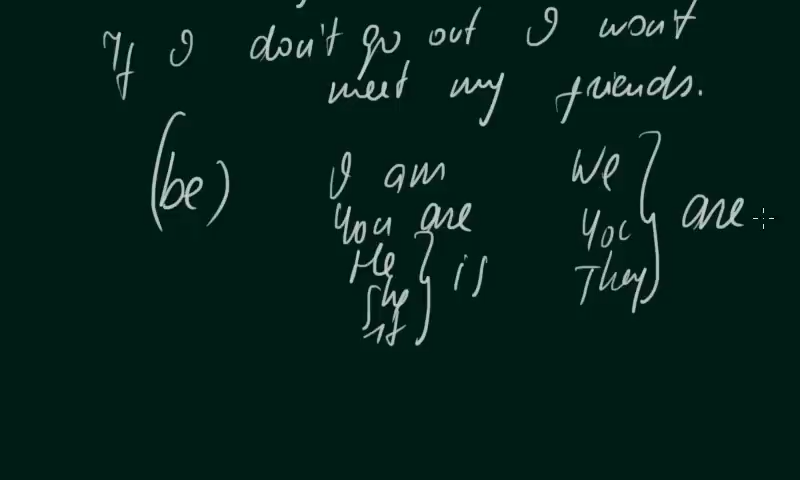 If I don't go out I won't
meet my friends.
(be)
I am
You are
He
She
It
} is
We
You
They
} are